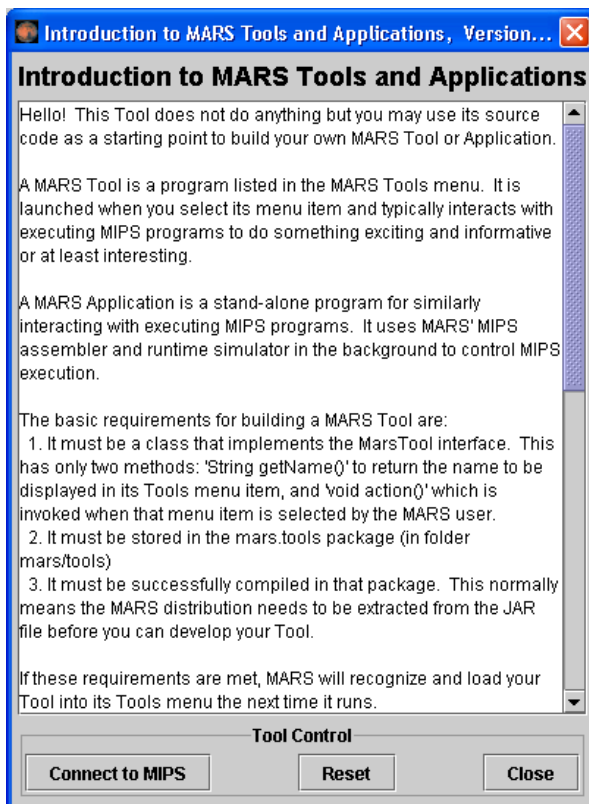 Introduction to MARS Tools and Applications, Version...
Introduction to MARS Tools and Applications
Hello! This Tool does not do anything but you may use its source
code as a starting point to build your own MARS Tool or Application.
A MARS Tool is a program listed in the MARS Tools menu. It is
launched when you select its menu item and typically interacts with
executing MIPS programs to do something exciting and informative
or at least interesting.
A MARS Application is a stand-alone program for similarly
interacting with executing MIPS programs. It uses MARS' MIPS
assembler and runtime simulator in the background to control MIPS
execution.
The basic requirements for building a MARS Tool are:
1. It must be a class that implements the MarsTool interface. This
has only two methods: 'String getName()' to return the name to be
displayed in its Tools menu item, and 'void action()' which is
invoked when that menu item is selected by the MARS user.
2. It must be stored in the mars.tools package (in folder
mars/tools)
3. It must be successfully compiled in that package. This normally
means the MARS distribution needs to be extracted from the JAR
file before you can develop your Tool.
If these requirements are met, MARS will recognize and load your
Tool into its Tools menu the next time it runs.
Tool Control
Connect to MIPS Reset Close